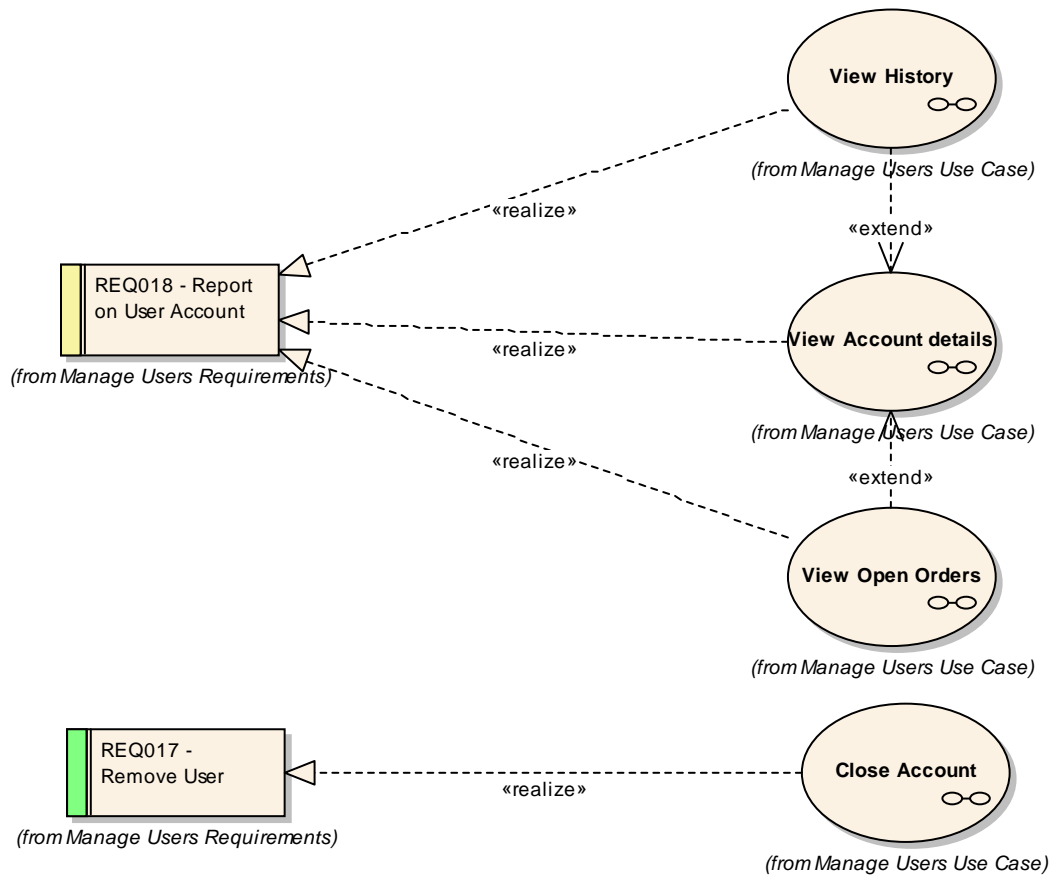 View History
(from Manage Users Use Case)
«realize»
«extend»
REQ018 - Report
on User Account
(from Manage Users Requirements)
«realize»
View Account details
(from Manage Users Use Case)
«realize»
«extend»
View Open Orders
(from Manage Users Use Case)
REQ017 -
Remove User
(from Manage Users Requirements)
«realize»
Close Account
(from Manage Users Use Case)